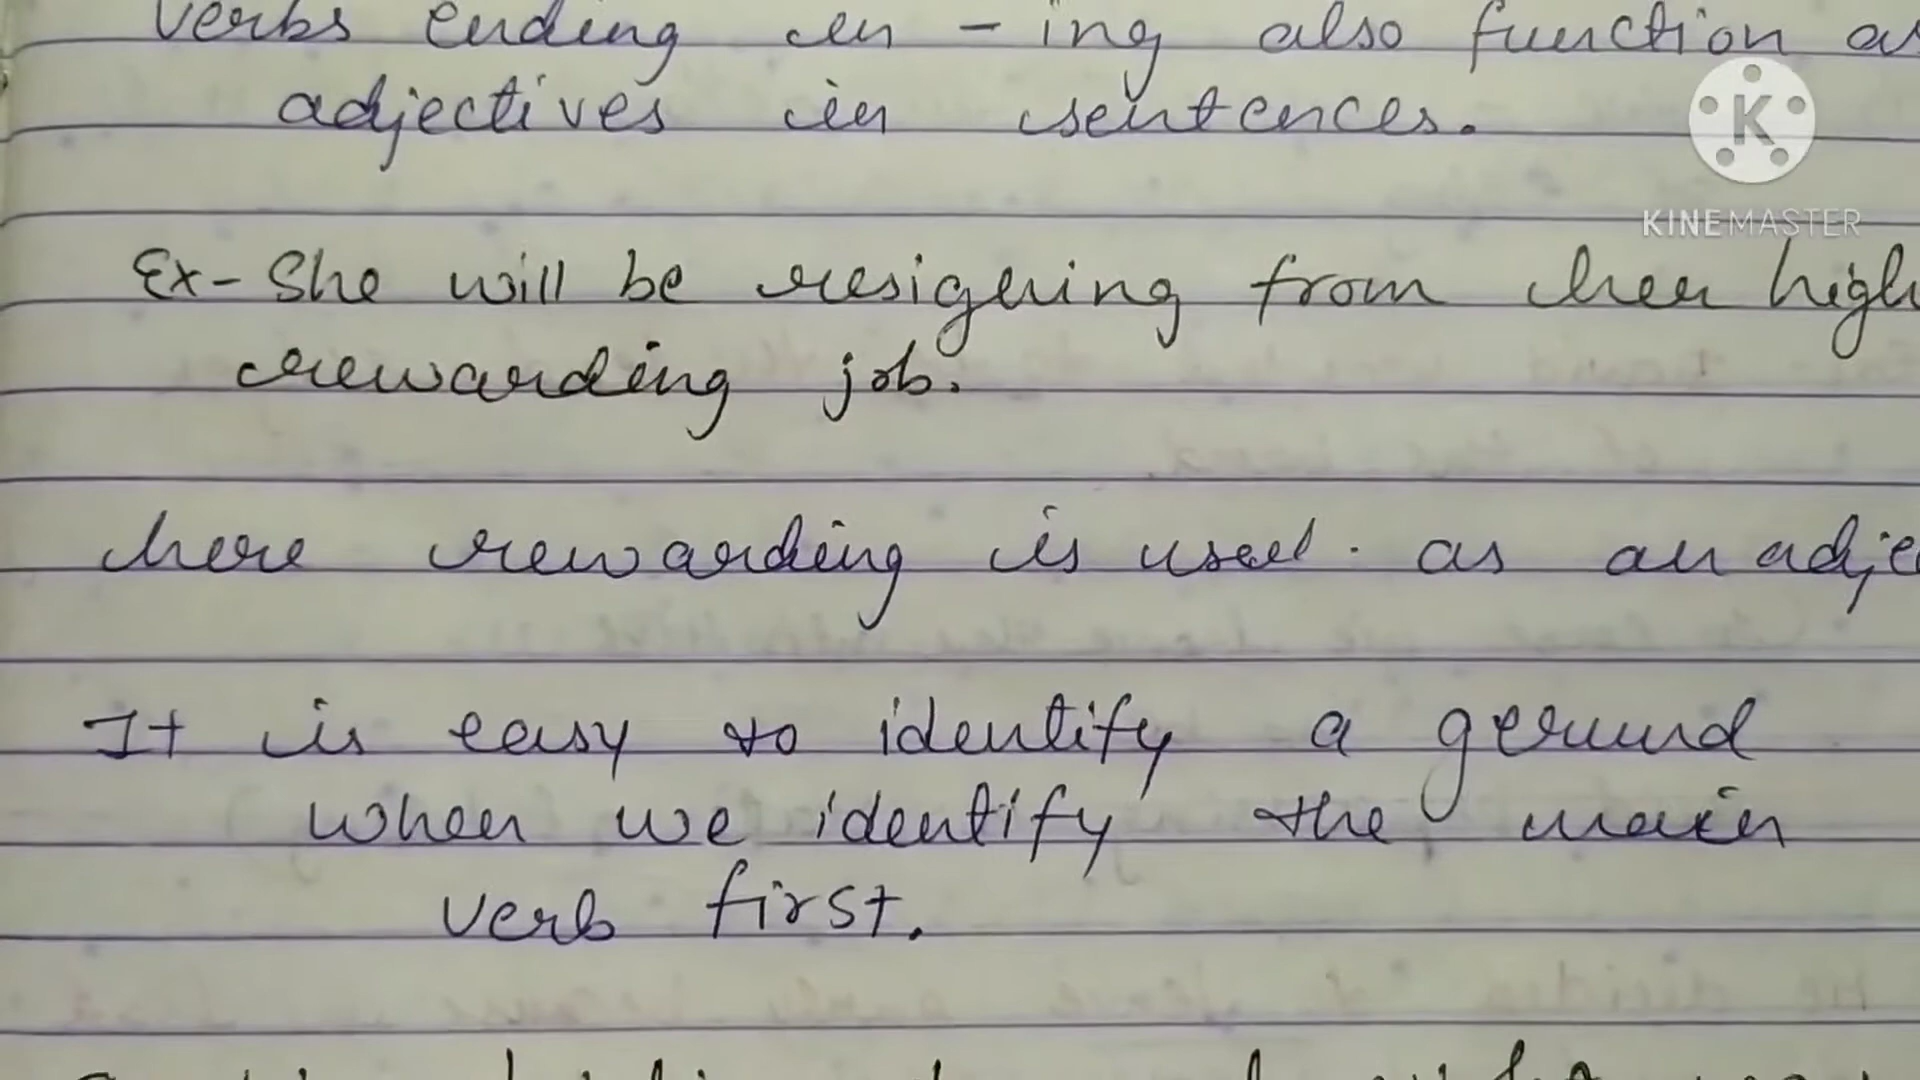 verbs ending in - ing also function as
adjectives in sentences.
KINEMASTER
Ex- She will be resigning from her high
rewarding job.
here rewarding is used. as an adje
It is easy to identify a gerund
when we identify the main
verb first.